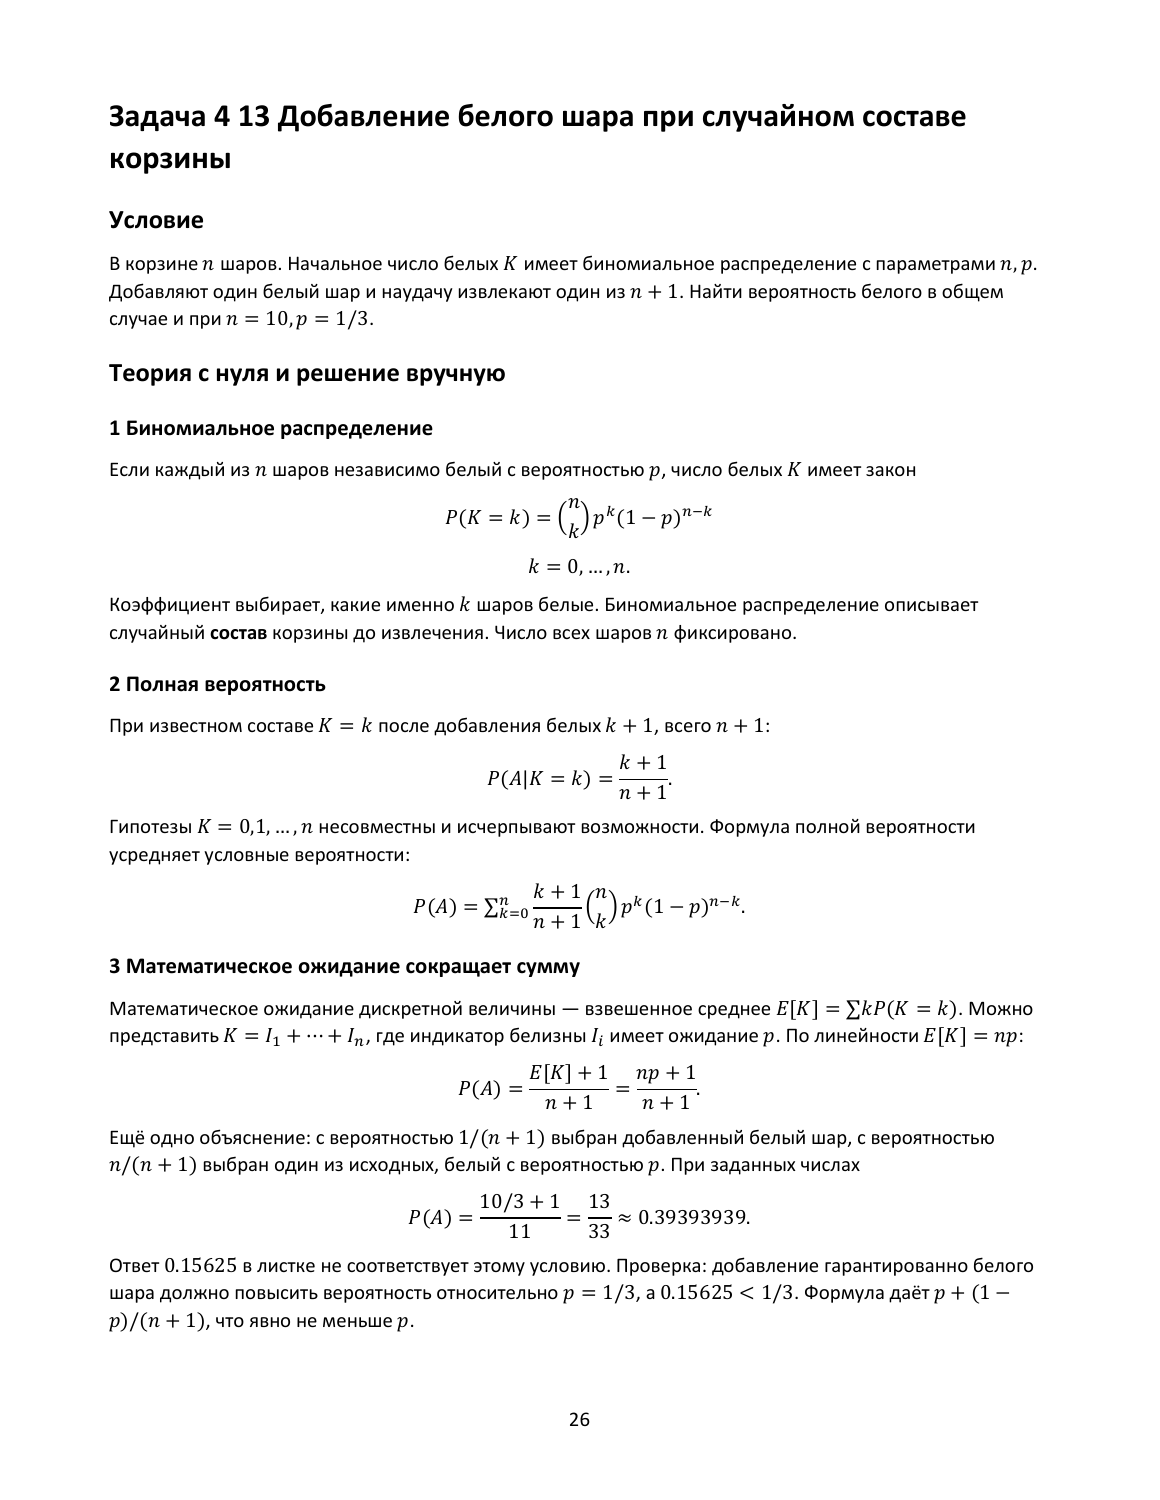 Задача 4 13 Добавление белого шара при случайном составе
корзины
Условие
В корзине n шаров. Начальное число белых K имеет биномиальное распределение с параметрами n, p.
Добавляют один белый шар и наудачу извлекают один из n + 1. Найти вероятность белого в общем
случае и при n = 10, p = 1/3.
Теория с нуля и решение вручную
1 Биномиальное распределение
Если каждый из n шаров независимо белый с вероятностью p, число белых K имеет закон
P(K = k) = \binom{n}{k} p^k (1 − p)^{n−k}
k = 0, … , n.
Коэффициент выбирает, какие именно k шаров белые. Биномиальное распределение описывает
случайный состав корзины до извлечения. Число всех шаров n фиксировано.
2 Полная вероятность
При известном составе K = k после добавления белых k + 1, всего n + 1:
P(A|K = k) = \frac{k + 1}{n + 1}.
Гипотезы K = 0,1, … , n несовместны и исчерпывают возможности. Формула полной вероятности
усредняет условные вероятности:
P(A) = ∑_{k=0}^{n} \frac{k + 1}{n + 1} \binom{n}{k} p^k (1 − p)^{n−k}.
3 Математическое ожидание сокращает сумму
Математическое ожидание дискретной величины — взвешенное среднее E[K] = ∑kP(K = k). Можно
представить K = I_1 + ⋯ + I_n, где индикатор белизны I_i имеет ожидание p. По линейности E[K] = np:
P(A) = \frac{E[K] + 1}{n + 1} = \frac{np + 1}{n + 1}.
Ещё одно объяснение: с вероятностью 1/(n + 1) выбран добавленный белый шар, с вероятностью
n/(n + 1) выбран один из исходных, белый с вероятностью p. При заданных числах
P(A) = \frac{10/3 + 1}{11} = \frac{13}{33} ≈ 0.39393939.
Ответ 0.15625 в листке не соответствует этому условию. Проверка: добавление гарантированно белого
шара должно повысить вероятность относительно p = 1/3, а 0.15625 < 1/3. Формула даёт p + (1 −
p)/(n + 1), что явно не меньше p.
26